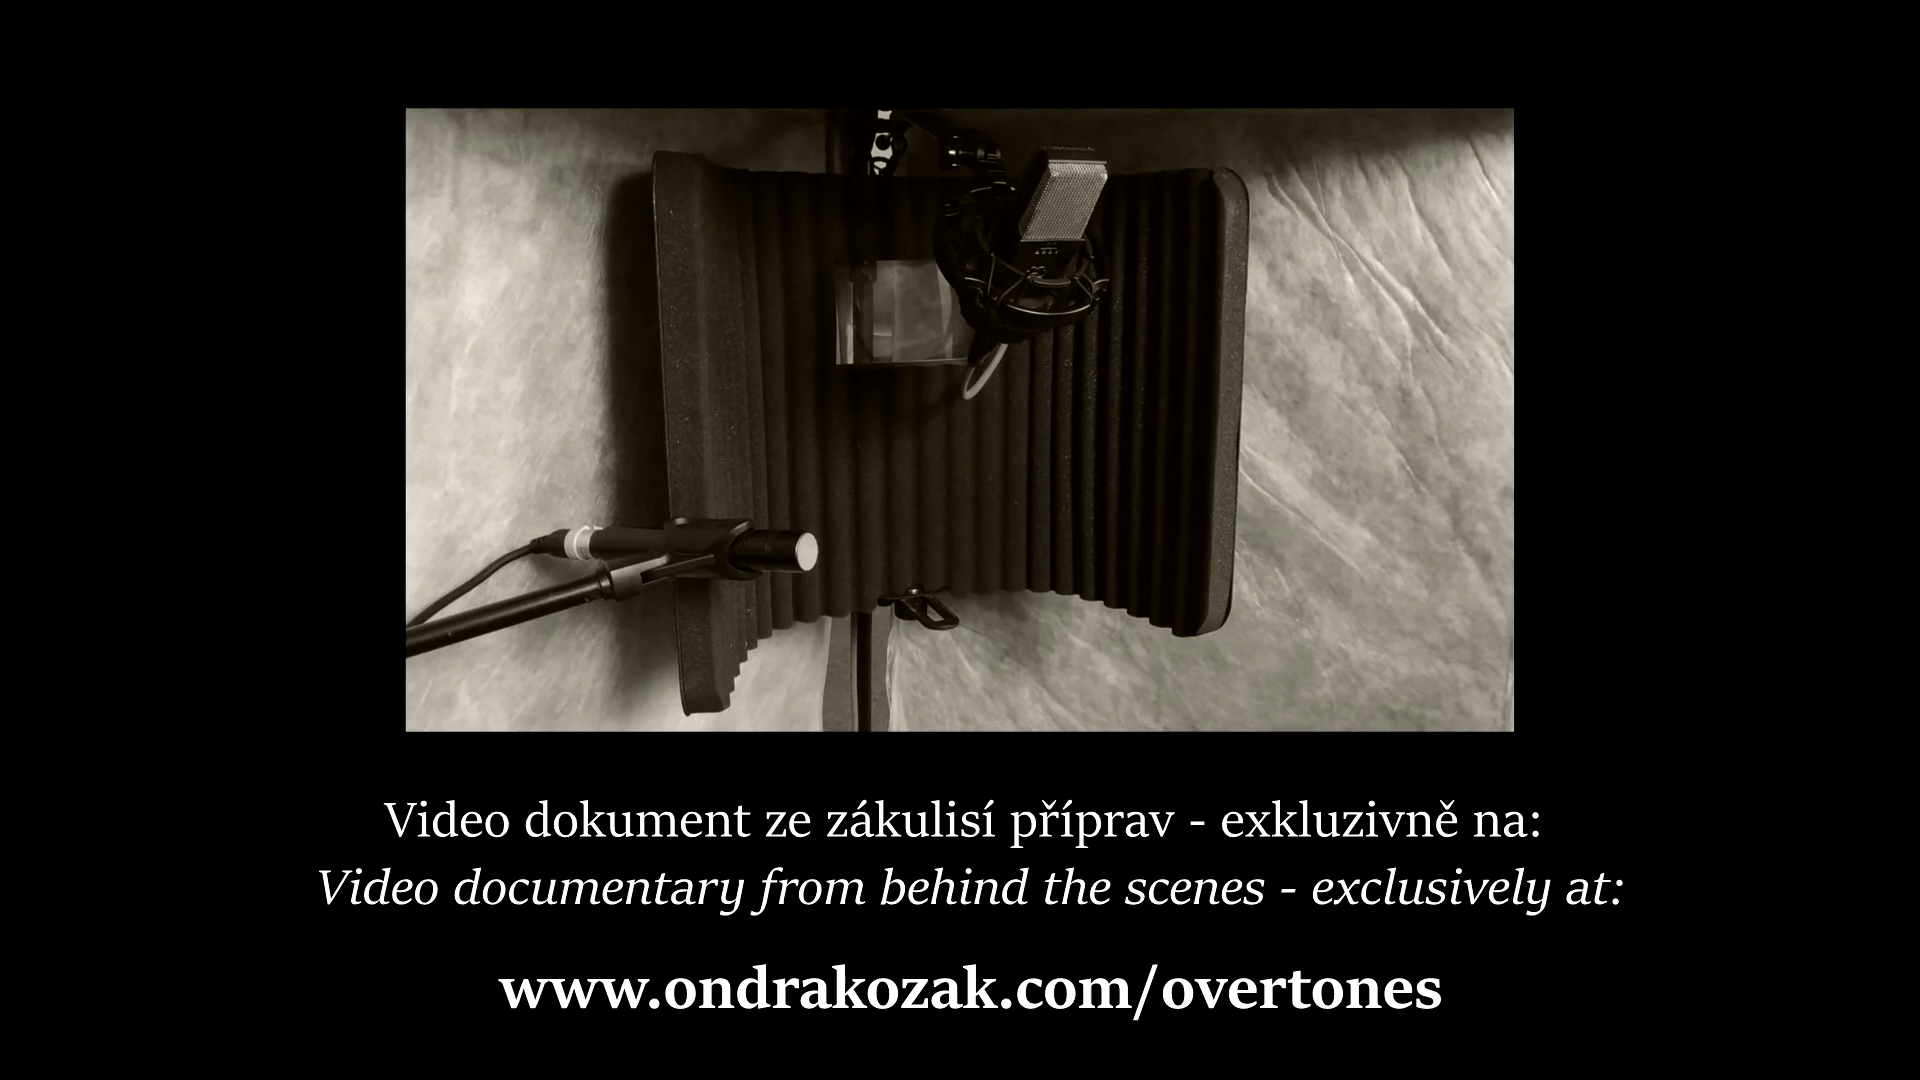 Video dokument ze zákulisí příprav - exkluzivně na:
Video documentary from behind the scenes - exclusively at:
www.ondrakozak.com/overtones